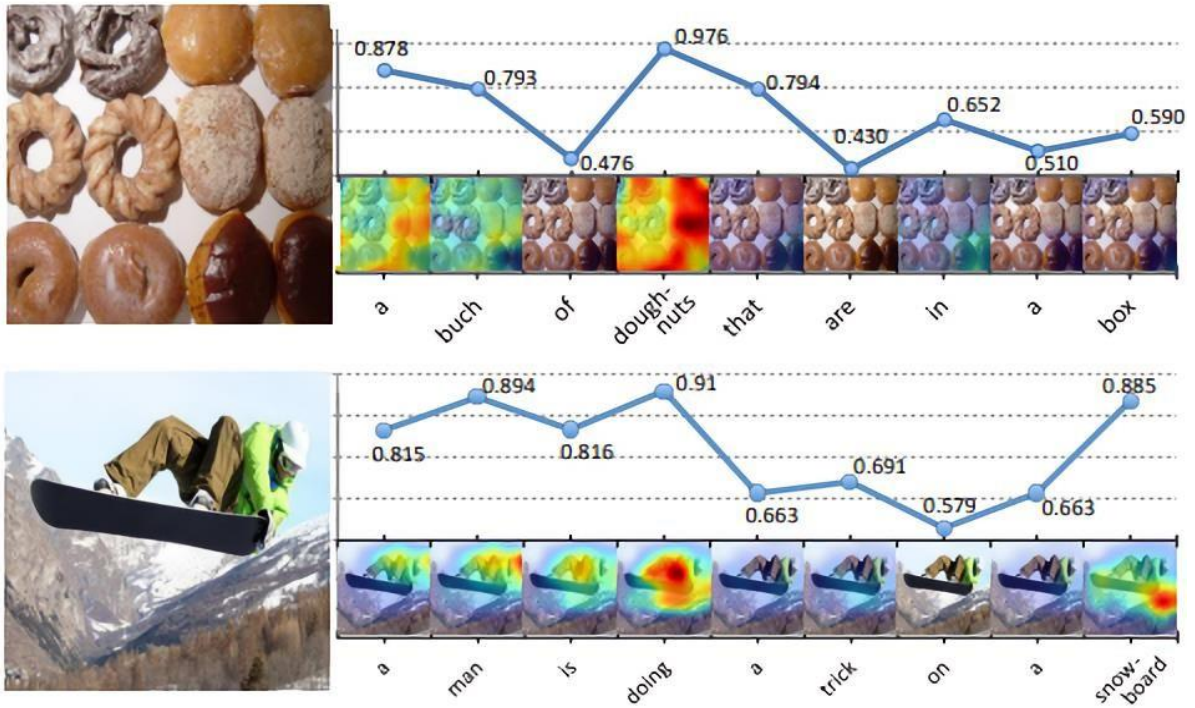 0.878
0.793
0.476
0.976
0.794
0.430
0.652
0.510
0.590
a
buch
of
dough-
nuts
that
are
in
a
box
0.815
0.894
0.816
0.91
0.663
0.691
0.579
0.663
0.885
a
man
is
doing
a
trick
on
a
snow-
board